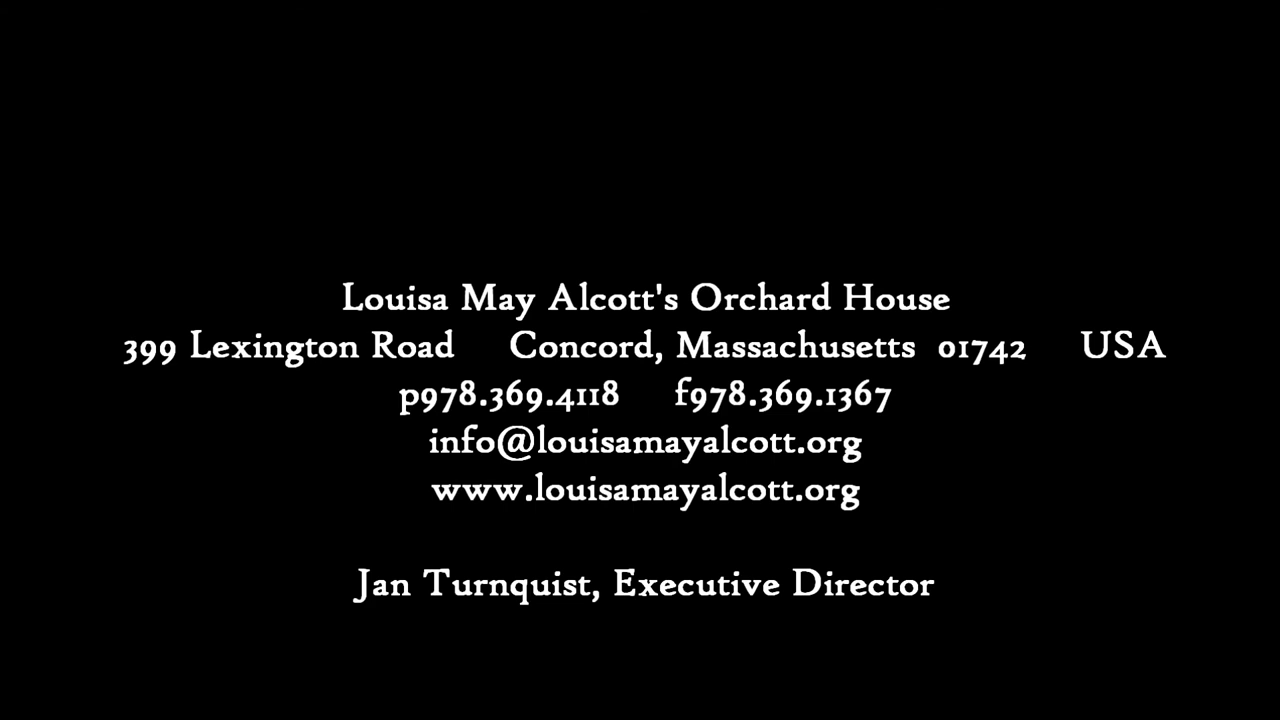 Louisa May Alcott's Orchard House
399 Lexington Road Concord, Massachusetts 01742 USA
p978.369.4118 f978.369.1367
info@louisamayalcott.org
www.louisamayalcott.org
Jan Turnquist, Executive Director